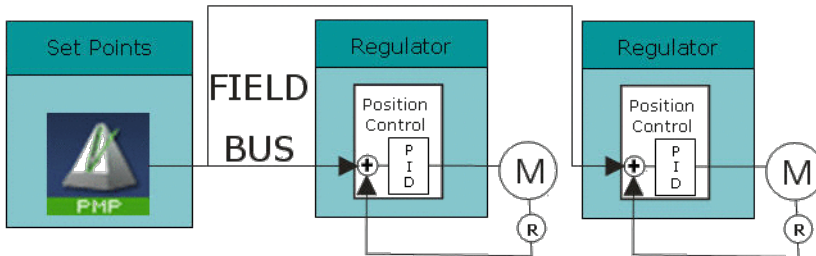 Set Points
PMP
FIELD
BUS
Regulator
Position
Control
P
I
D
M
R
Regulator
Position
Control
P
I
D
M
R